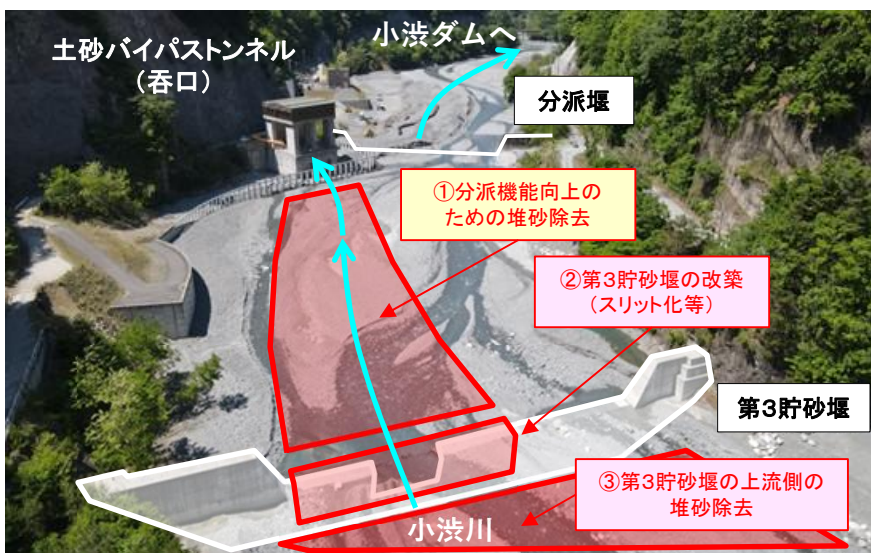 土砂バイパストンネル
(呑口)
小渋ダムへ
分派堰
①分派機能向上の
ための堆砂除去
②第3貯砂堰の改築
(スリット化等)
第3貯砂堰
③第3貯砂堰の上流側の
堆砂除去
小渋川